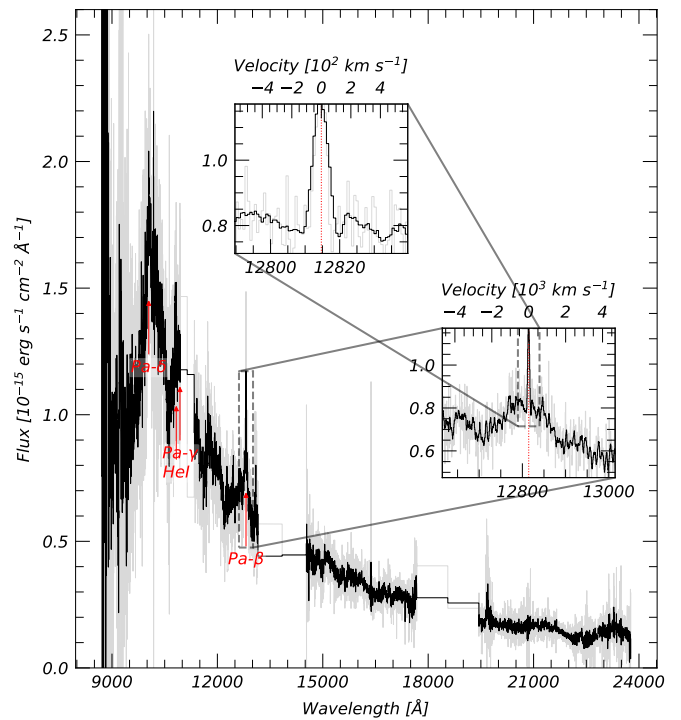 2.5
2.0
1.5
1.0
0.5
0.0
Flux [10⁻¹⁵ erg s⁻¹ cm⁻² Å⁻¹]
Velocity [10² km s⁻¹]
−4 −2 0 2 4
1.0
0.8
12800 12820
Velocity [10³ km s⁻¹]
−4 −2 0 2 4
1.0
0.8
0.6
12800 13000
Pa-δ
Pa-γ
HeI
Pa-β
9000 12000 15000 18000 21000 24000
Wavelength [Å]